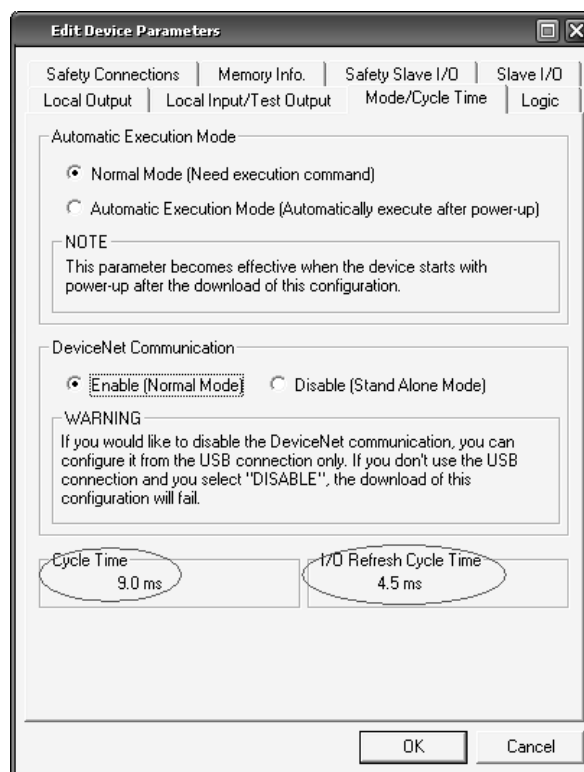 Edit Device Parameters
Safety Connections Memory Info. Safety Slave I/O Slave I/O
Local Output Local Input/Test Output Mode/Cycle Time Logic
Automatic Execution Mode
Normal Mode (Need execution command)
Automatic Execution Mode (Automatically execute after power-up)
NOTE
This parameter becomes effective when the device starts with
power-up after the download of this configuration.
DeviceNet Communication
Enable (Normal Mode) Disable (Stand Alone Mode)
WARNING
If you would like to disable the DeviceNet communication, you can
configure it from the USB connection only. If you don't use the USB
connection and you select "DISABLE", the download of this
configuration will fail.
Cycle Time I/O Refresh Cycle Time
9.0 ms 4.5 ms
OK Cancel